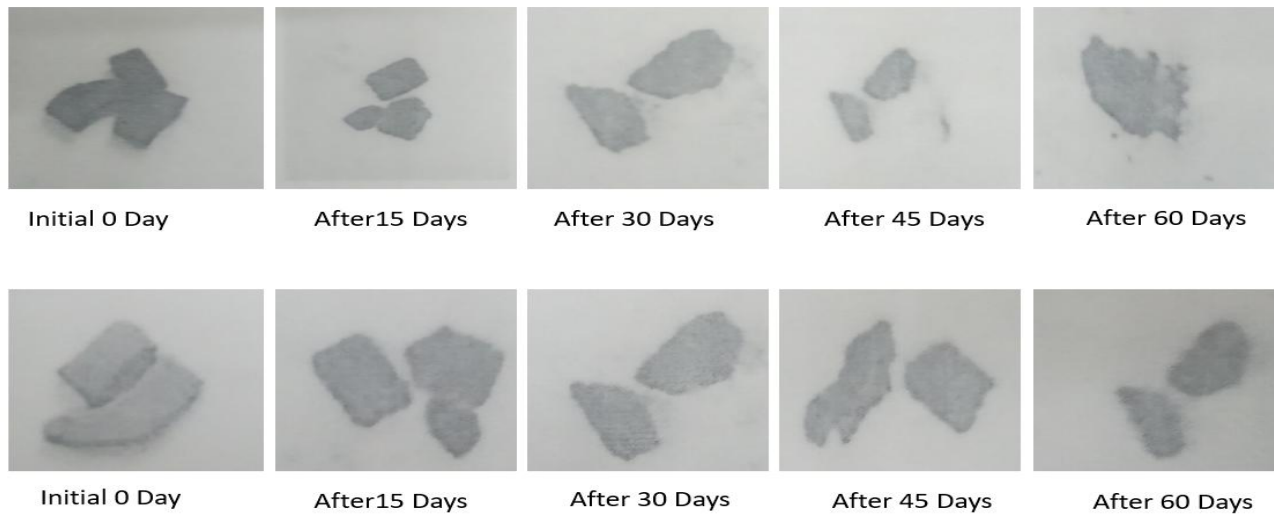 Initial 0 Day
After15 Days
After 30 Days
After 45 Days
After 60 Days
Initial 0 Day
After15 Days
After 30 Days
After 45 Days
After 60 Days